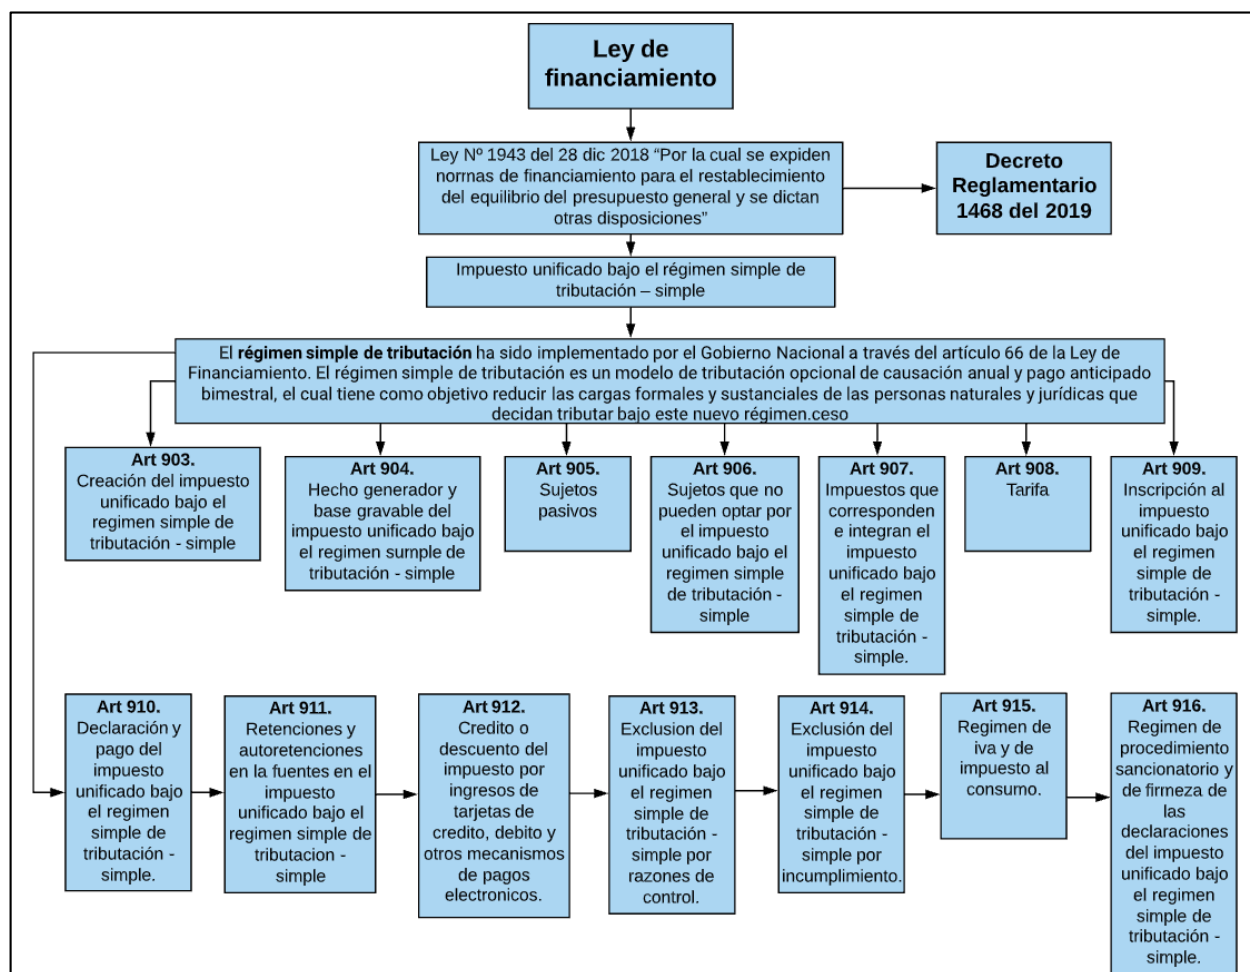 Ley de
financiamiento
Ley Nº 1943 del 28 dic 2018 “Por la cual se expiden
normas de financiamiento para el restablecimiento
del equilibrio del presupuesto general y se dictan
otras disposiciones”
Decreto
Reglamentario
1468 del 2019
Impuesto unificado bajo el régimen simple de
tributación – simple
El régimen simple de tributación ha sido implementado por el Gobierno Nacional a través del artículo 66 de la Ley de
Financiamiento. El régimen simple de tributación es un modelo de tributación opcional de causación anual y pago anticipado
bimestral, el cual tiene como objetivo reducir las cargas formales y sustanciales de las personas naturales y jurídicas que
decidan tributar bajo este nuevo régimen.ceso
Art 903.
Creación del impuesto
unificado bajo el
regimen simple de
tributación - simple
Art 904.
Hecho generador y
base gravable del
impuesto unificado bajo
el regimen sumple de
tributación - simple
Art 905.
Sujetos
pasivos
Art 906.
Sujetos que no
pueden optar por
el impuesto
unificado bajo el
regimen simple
de tributación -
simple
Art 907.
Impuestos que
corresponden
e integran el
impuesto
unificado bajo
el regimen
simple de
tributación -
simple.
Art 908.
Tarifa
Art 909.
Inscripción al
impuesto
unificado bajo
el regimen
simple de
tributación -
simple.
Art 910.
Declaración y
pago del
impuesto
unificado bajo
el regimen
simple de
tributación -
simple.
Art 911.
Retenciones y
autoretenciones
en la fuentes en el
impuesto
unificado bajo el
regimen simple de
tributacion -
simple
Art 912.
Credito o
descuento del
impuesto por
ingresos de
tarjetas de
credito, debito y
otros mecanismos
de pagos
electronicos.
Art 913.
Exclusion del
impuesto
unificado bajo
el regimen
simple de
tributación -
simple por
razones de
control.
Art 914.
Exclusión del
impuesto
unificado bajo
el regimen
simple de
tributación -
simple por
incumplimiento.
Art 915.
Regimen de
iva y de
impuesto al
consumo.
Art 916.
Regimen de
procedimiento
sancionatorio y
de firmeza de
las
declaraciones
del impuesto
unificado bajo
el regimen
simple de
tributación -
simple.